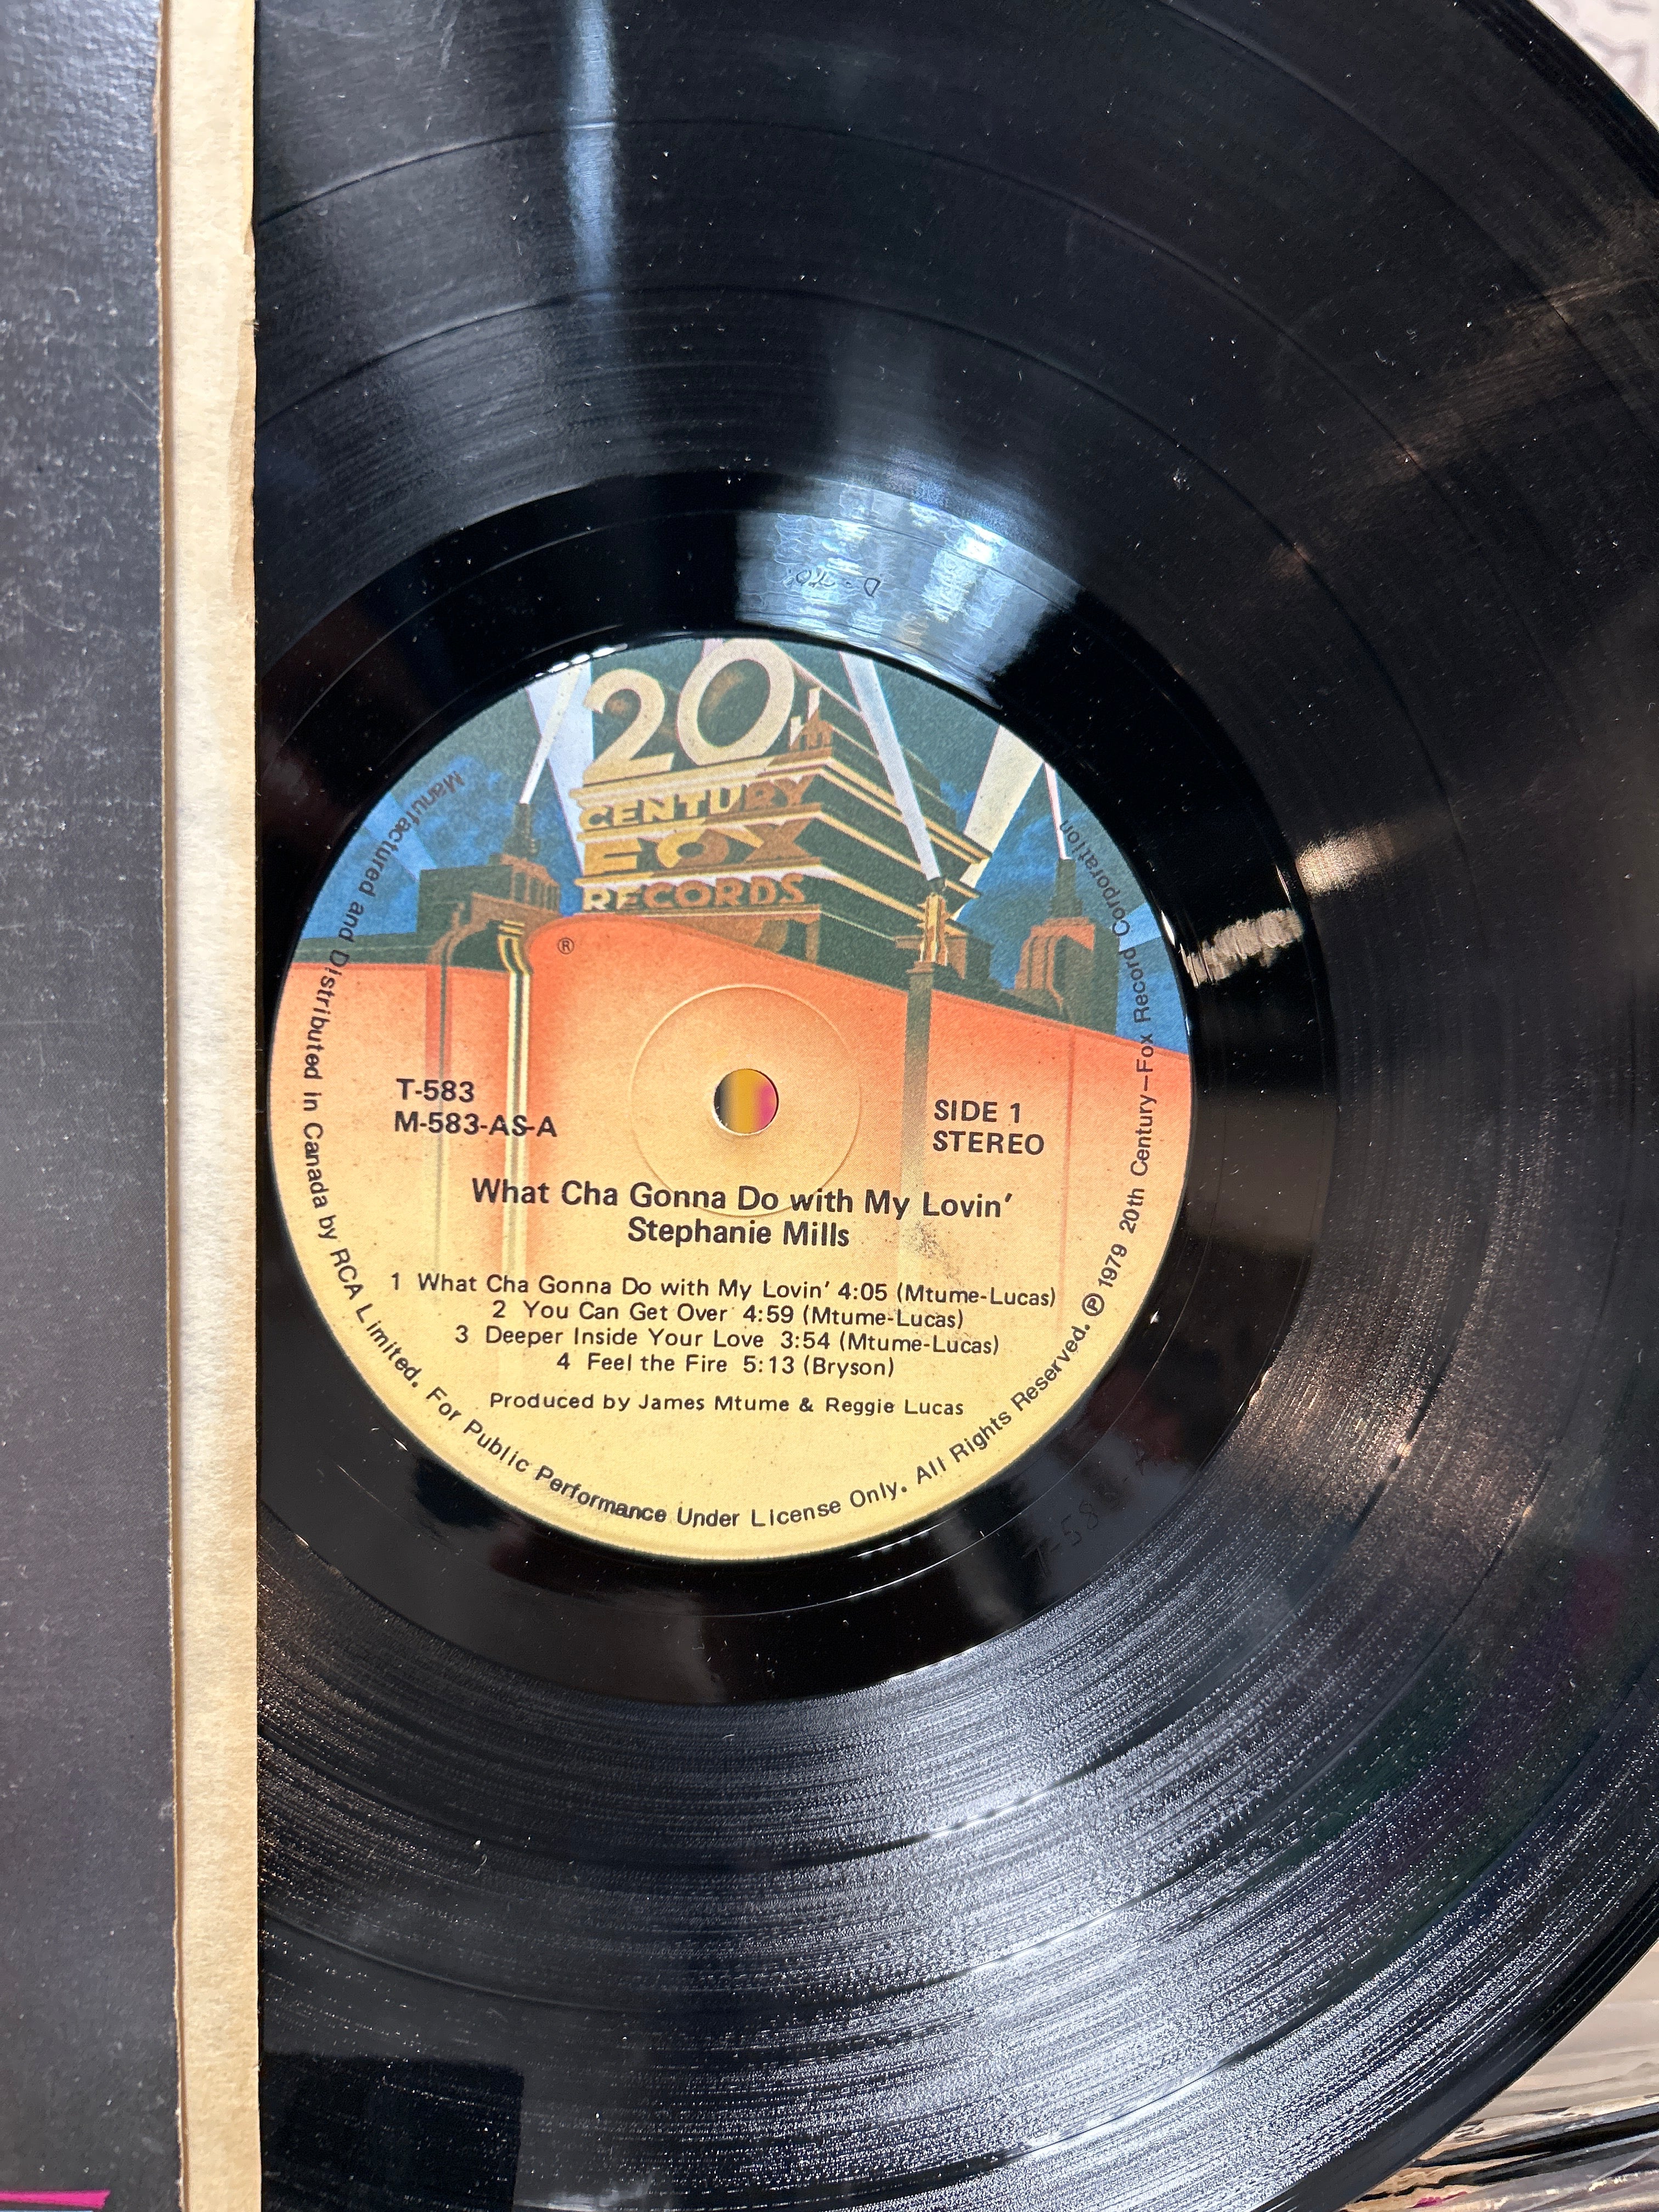 20th
CENTURY
FOX
RECORDS
®
T-583
M-583-AS-A
SIDE 1
STEREO
What Cha Gonna Do with My Lovin'
Stephanie Mills
1 What Cha Gonna Do with My Lovin' 4:05 (Mtume-Lucas)
2 You Can Get Over 4:59 (Mtume-Lucas)
3 Deeper Inside Your Love 3:54 (Mtume-Lucas)
4 Feel the Fire 5:13 (Bryson)
Produced by James Mtume & Reggie Lucas
Manufactured and Distributed in Canada by RCA Limited. For Public Performance Under License Only. All Rights Reserved. ℗ 1979 20th Century-Fox Record Corporation